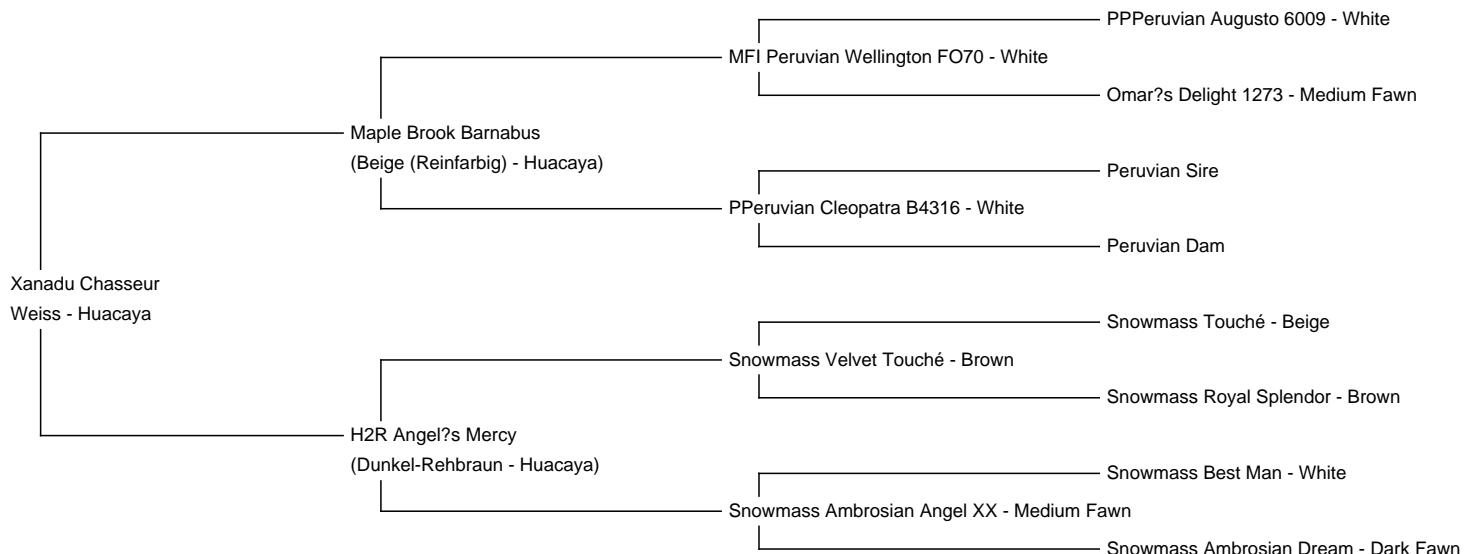 PPPeruvian Augusto 6009 - White
MFI Peruvian Wellington FO70 - White
Omar?s Delight 1273 - Medium Fawn
Maple Brook Barnabus
(Beige (Reinfarbig) - Huacaya)
Peruvian Sire
PPeruvian Cleopatra B4316 - White
Peruvian Dam
Xanadu Chasseur
Weiss - Huacaya
Snowmass Touché - Beige
Snowmass Velvet Touché - Brown
Snowmass Royal Splendor - Brown
H2R Angel?s Mercy
(Dunkel-Rehbraun - Huacaya)
Snowmass Best Man - White
Snowmass Ambrosian Angel XX - Medium Fawn
Snowmass Ambrosian Dream - Dark Fawn